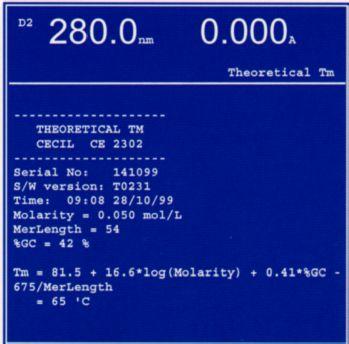 D2 280.0nm 0.000A
Theoretical Tm
---------------------
THEORETICAL TM
CECIL CE 2302
---------------------
Serial No: 141099
S/W version: T0231
Time: 09:08 28/10/99
Molarity = 0.050 mol/L
MerLength = 54
%GC = 42 %
Tm = 81.5 + 16.6*log(Molarity) + 0.41*%GC -
675/MerLength
= 65 'C